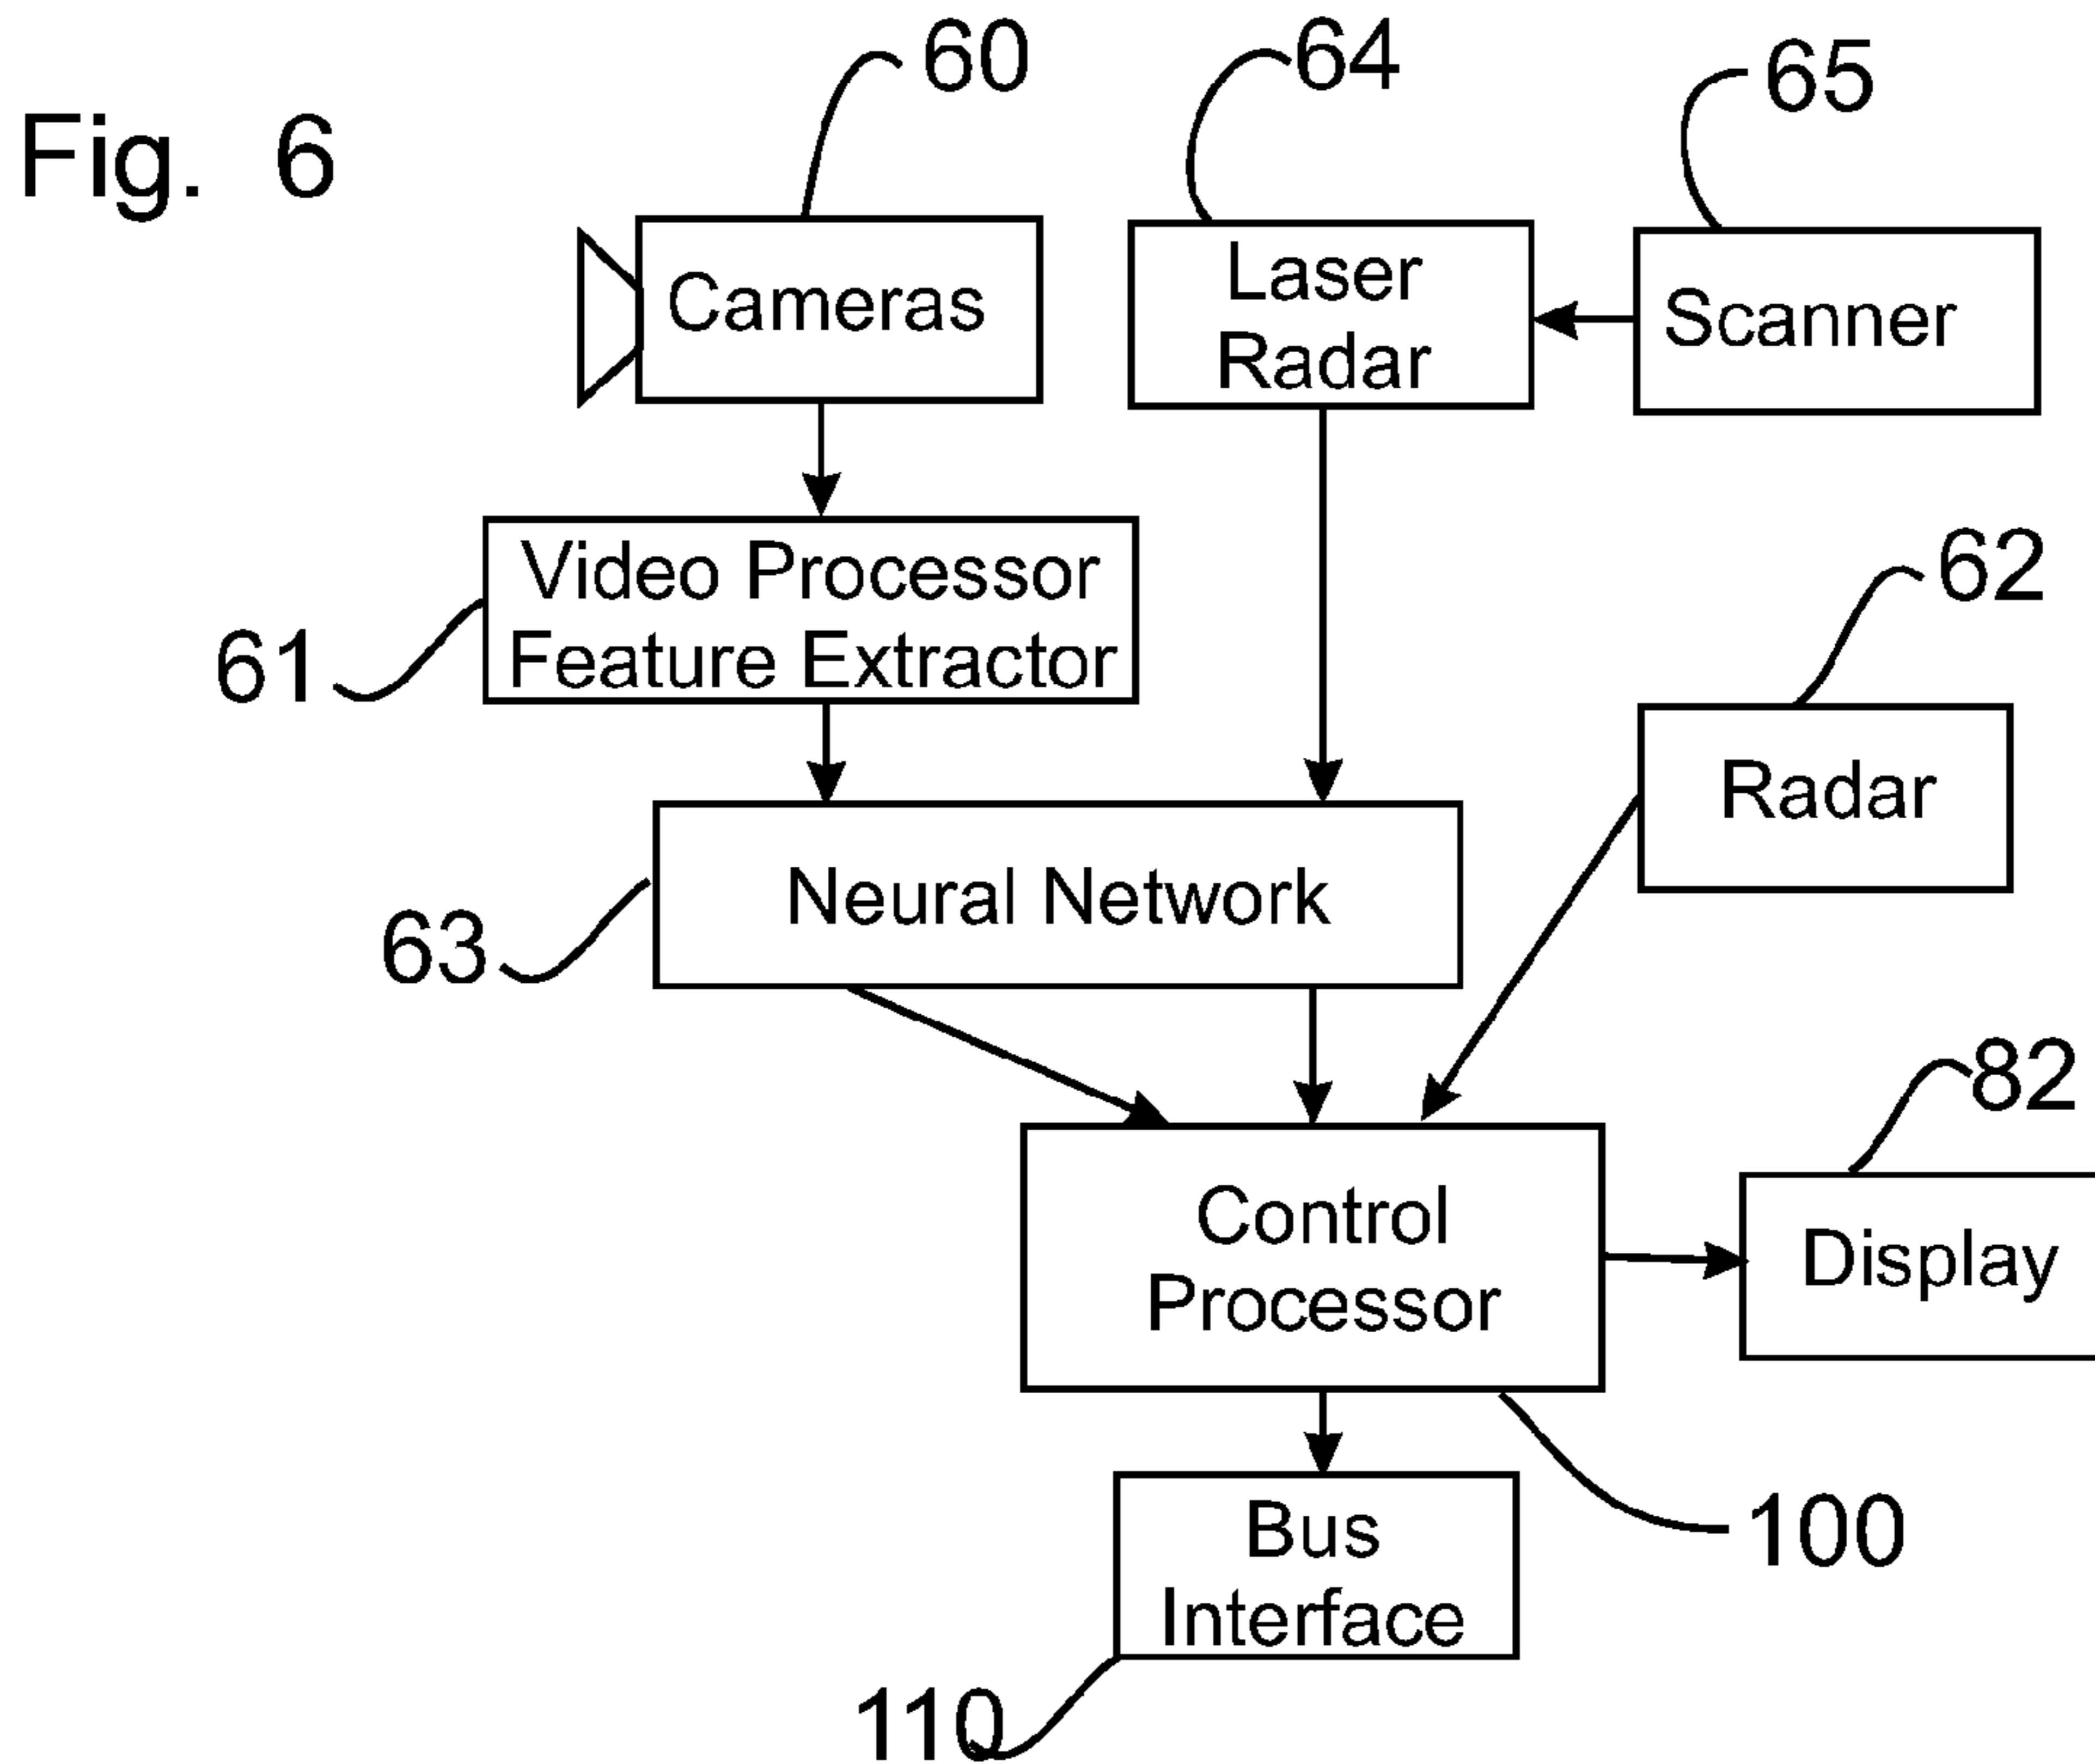 Fig. 6
60
64
65
Cameras
Laser
Radar
Scanner
Video Processor
Feature Extractor
61
62
Radar
Neural Network
63
82
Control
Processor
Display
100
Bus
Interface
110